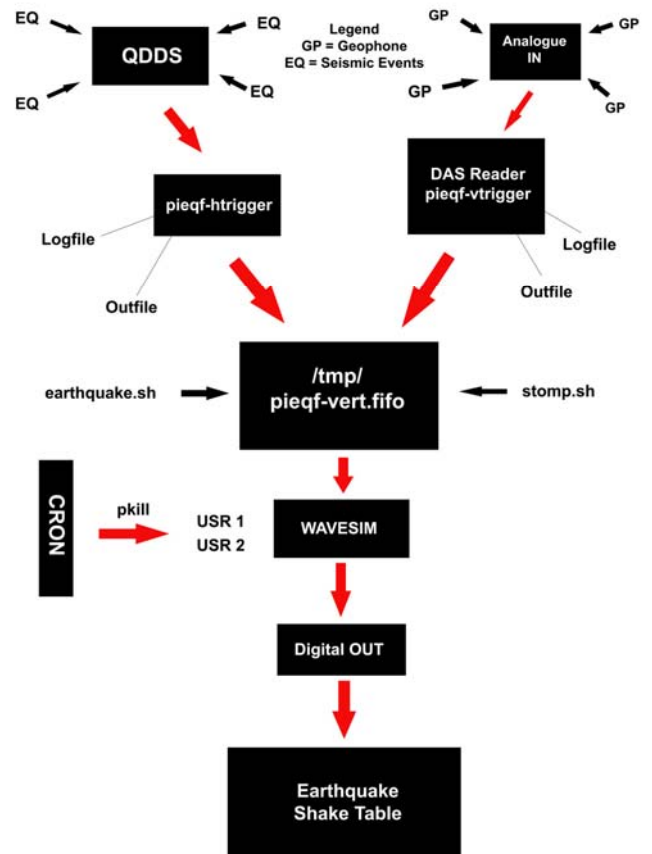 EQ
EQ
QDDS
EQ
EQ
Legend
GP = Geophone
EQ = Seismic Events
GP
GP
Analogue
IN
GP
GP
pieqf-htrigger
Logfile
Outfile
DAS Reader
pieqf-vtrigger
Logfile
Outfile
/tmp/
pieqf-vert.fifo
earthquake.sh
stomp.sh
CRON
pkill
USR 1
USR 2
WAVESIM
Digital OUT
Earthquake
Shake Table